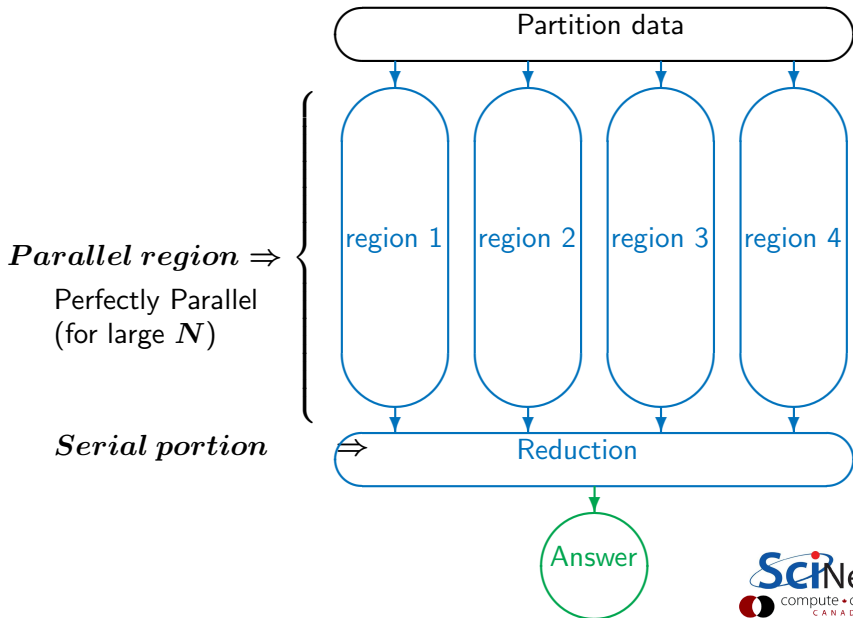 Partition data
region 1 region 2 region 3 region 4
Parallel region ⇒
Perfectly Parallel
(for large N)
Serial portion ⇒ Reduction
Answer
compute
CANAD